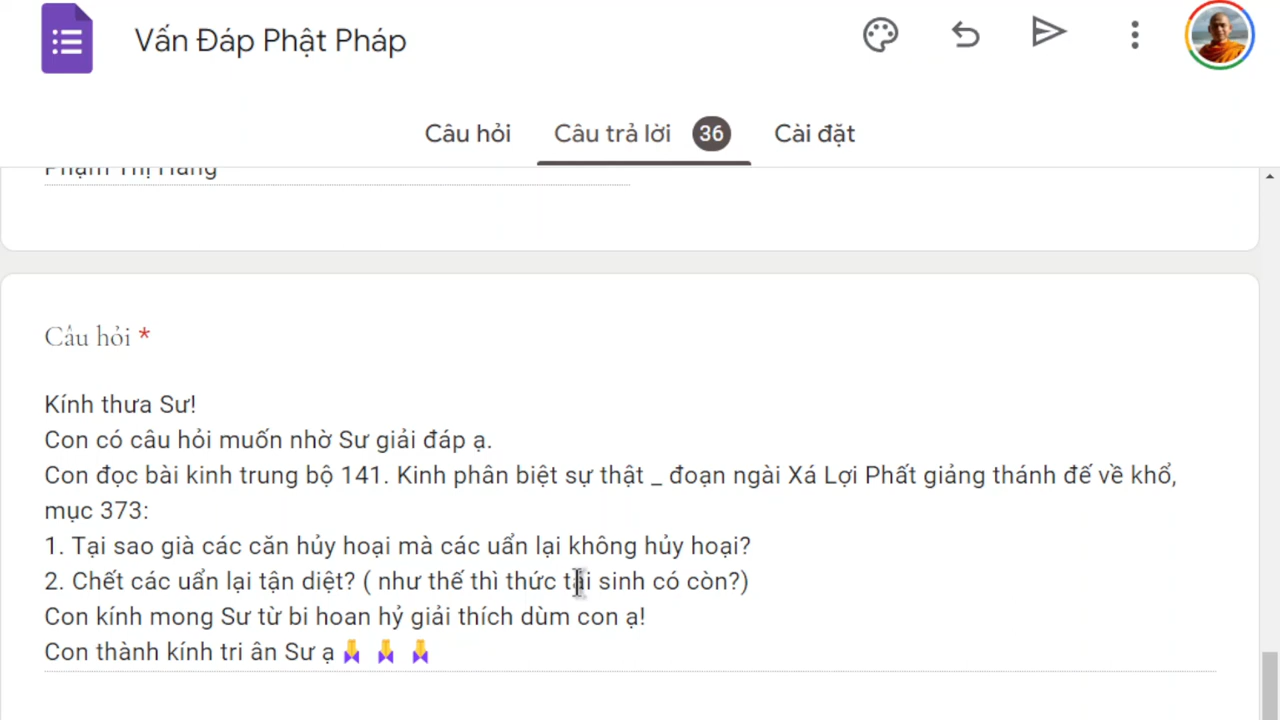 Vấn Đáp Phật Pháp
Câu hỏi
Câu trả lời 36
Cài đặt
Phạm Thị Hằng
Câu hỏi *
Kính thưa Sư!
Con có câu hỏi muốn nhờ Sư giải đáp ạ.
Con đọc bài kinh trung bộ 141. Kinh phân biệt sự thật _ đoạn ngài Xá Lợi Phất giảng thánh đế về khổ,
mục 373:
1. Tại sao già các căn hủy hoại mà các uẩn lại không hủy hoại?
2. Chết các uẩn lại tận diệt? ( như thế thì thức tái sinh có còn?)
Con kính mong Sư từ bi hoan hỷ giải thích dùm con ạ!
Con thành kính tri ân Sư ạ